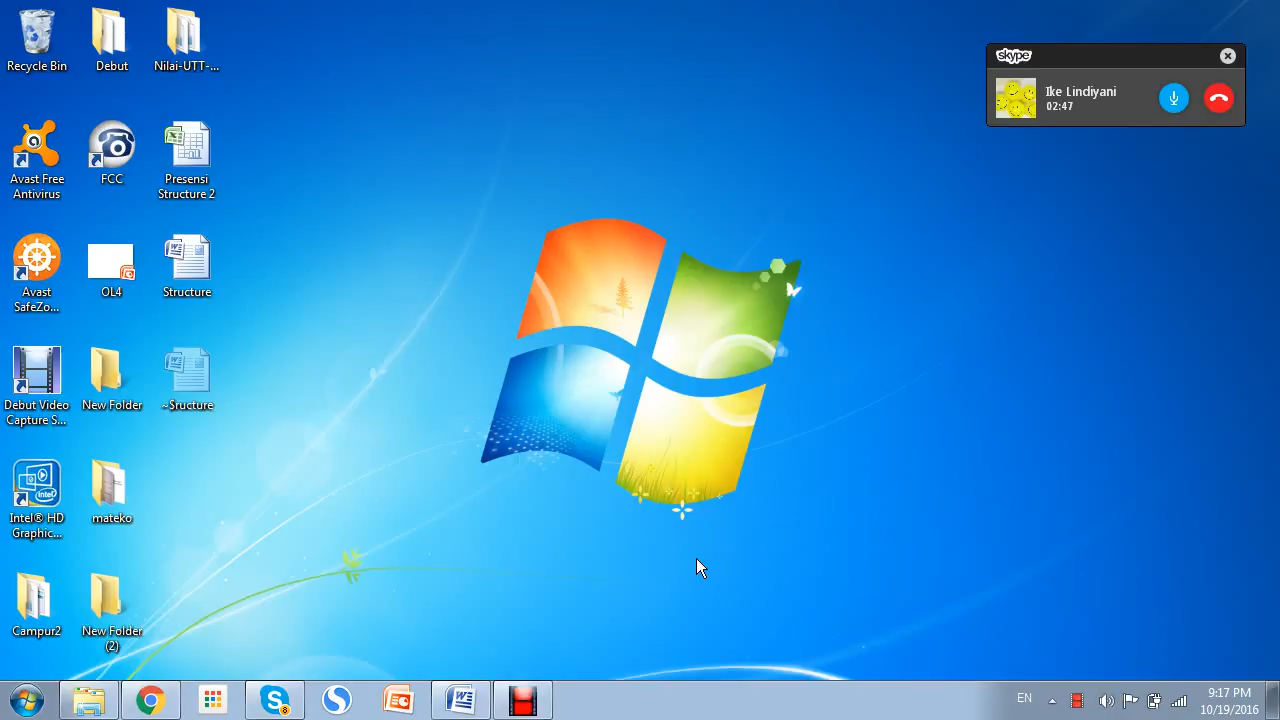 Recycle Bin
Debut
Nilai-UTT-...
skype
Ike Lindiyani
02:47
Avast Free
Antivirus
FCC
Presensi
Structure 2
Avast
SafeZo...
OL4
Structure
Debut Video
Capture S...
New Folder
~$ructure
Intel® HD
Graphic...
mateko
Campur2
New Folder
(2)
8
EN
9:17 PM
10/19/2016